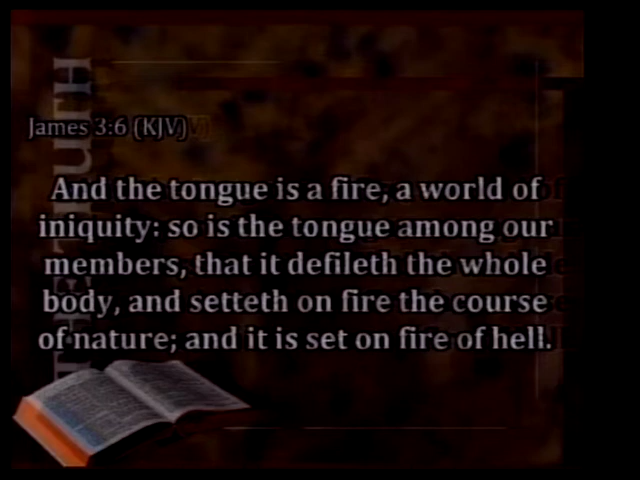 James 3:6 (KJV)
And the tongue is a fire, a world of
iniquity: so is the tongue among our
members, that it defileth the whole
body, and setteth on fire the course
of nature; and it is set on fire of hell.
THE TRUTH